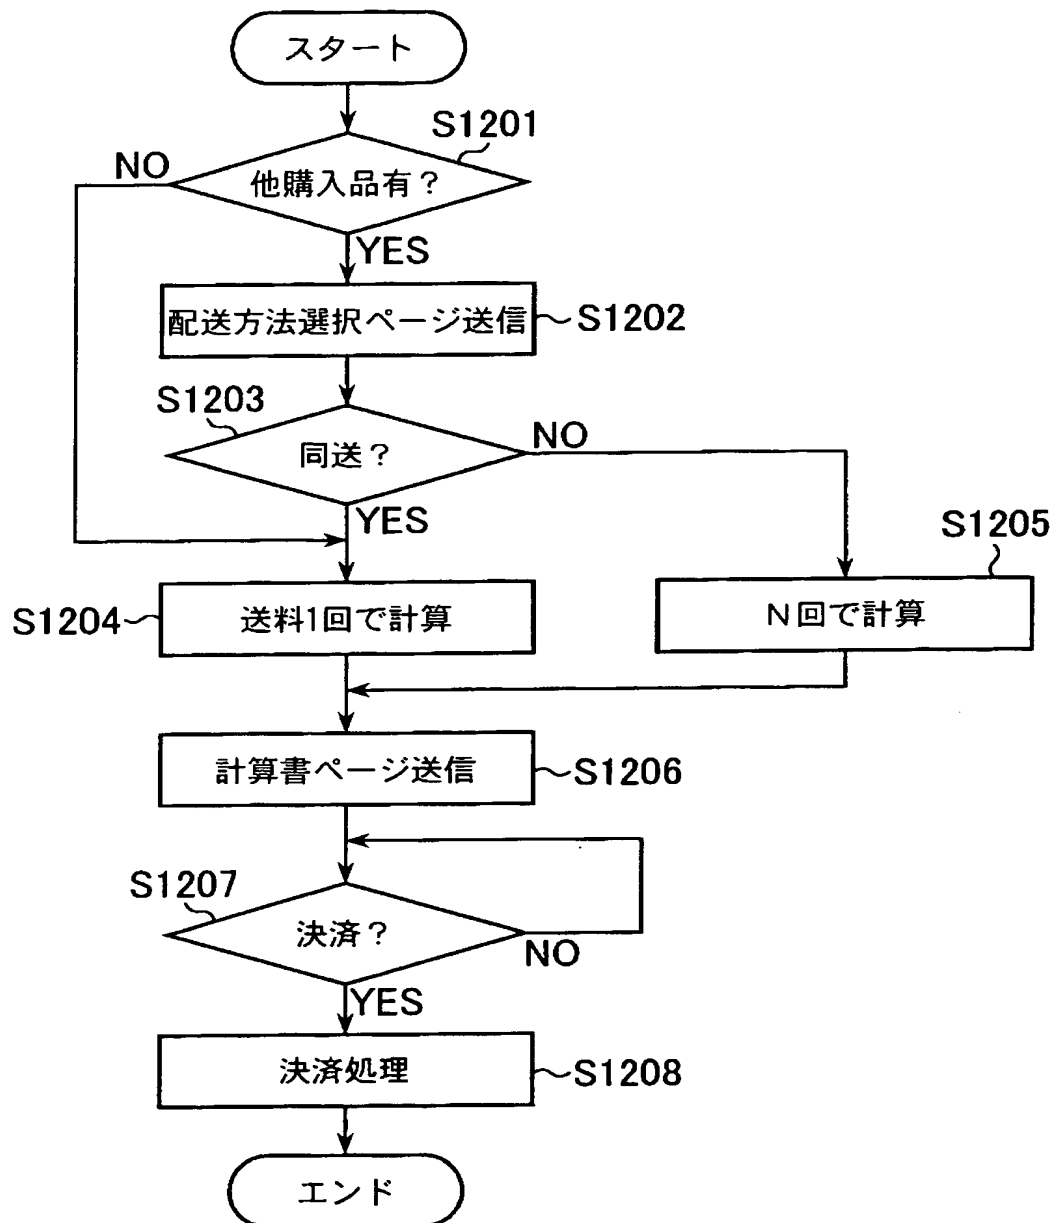 スタート
S1201
NO
他購入品有？
YES
配送方法選択ページ送信
S1202
S1203
NO
同送？
YES
S1205
S1204
送料1回で計算
N回で計算
計算書ページ送信
S1206
S1207
決済？
NO
YES
決済処理
S1208
エンド